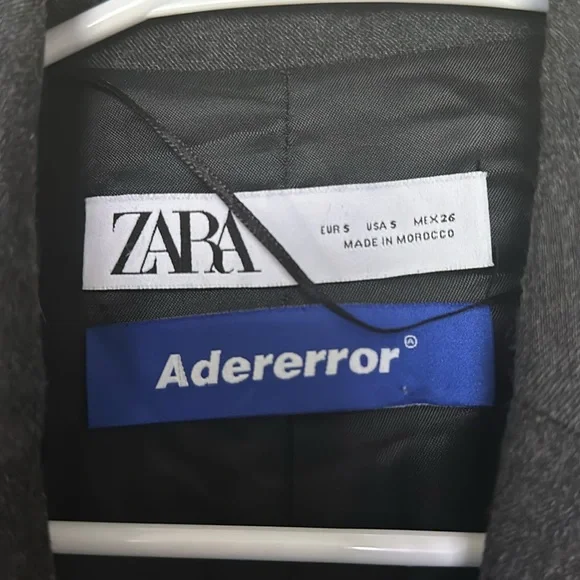 ZARA
EUR S USA S MEX 26
MADE IN MOROCCO
Adererror